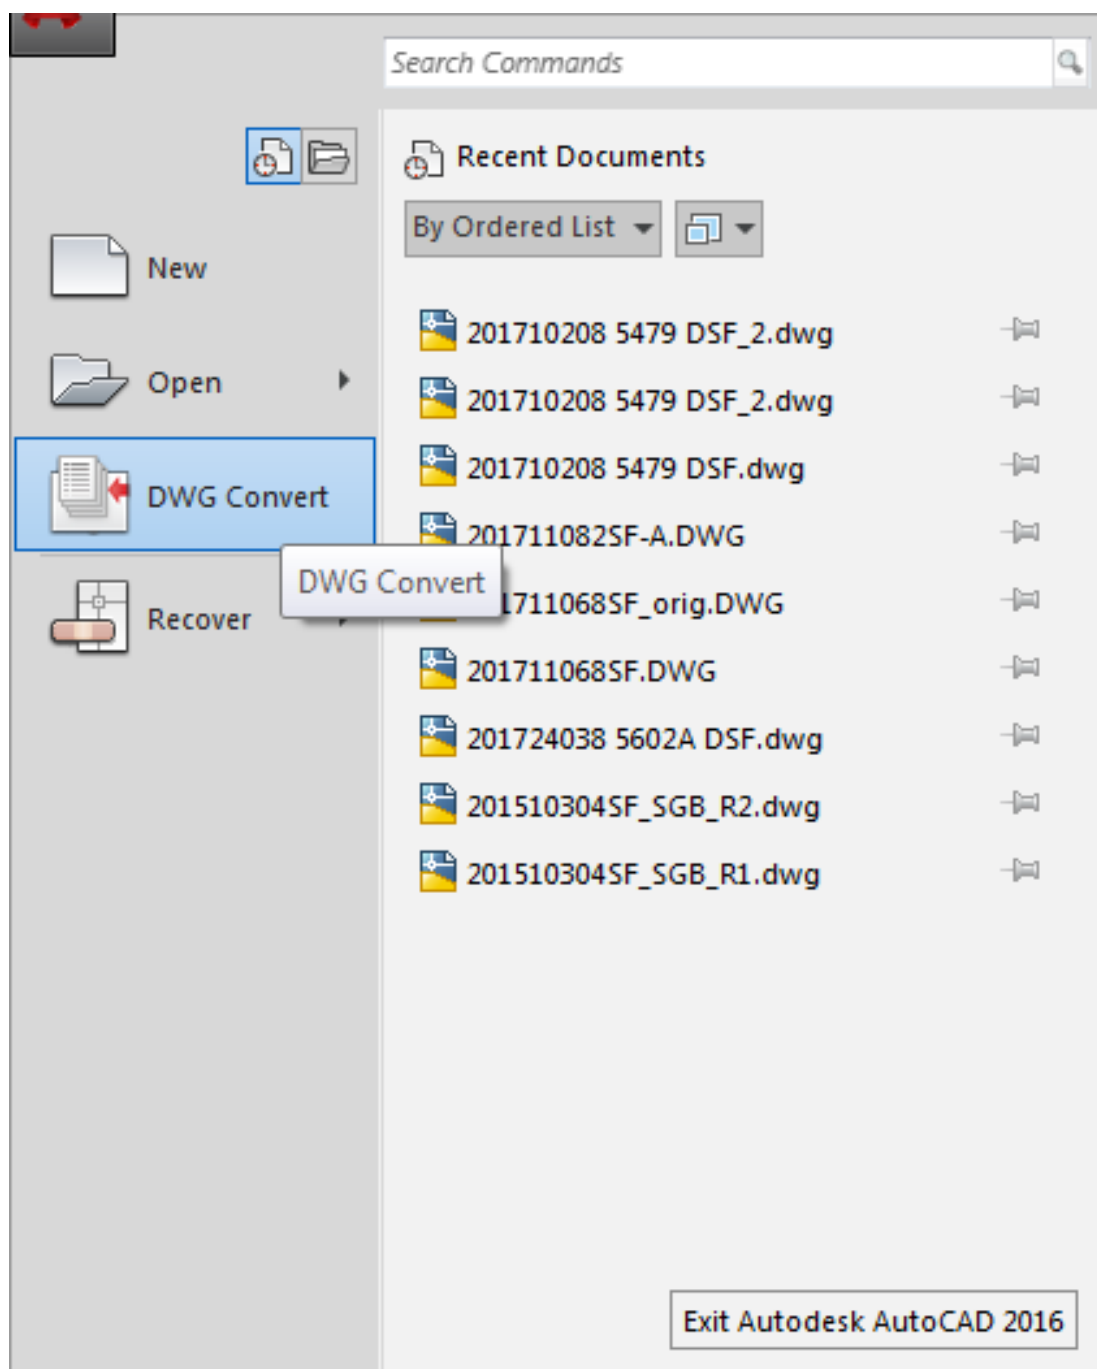 Search Commands
Recent Documents
By Ordered List
New
Open
DWG Convert
DWG Convert
Recover
201710208 5479 DSF_2.dwg
201710208 5479 DSF_2.dwg
201710208 5479 DSF.dwg
201711082SF-A.DWG
1711068SF_orig.DWG
201711068SF.DWG
201724038 5602A DSF.dwg
201510304SF_SGB_R2.dwg
201510304SF_SGB_R1.dwg
Exit Autodesk AutoCAD 2016